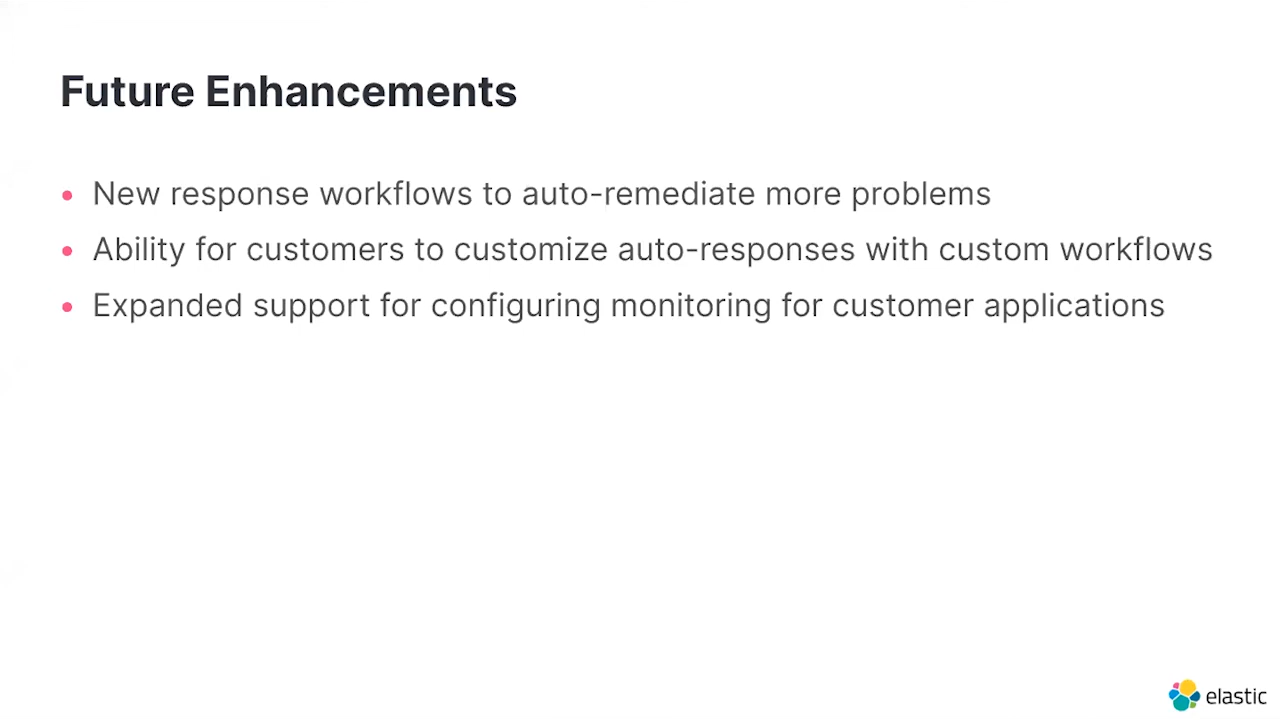 Future Enhancements
• New response workflows to auto-remediate more problems
• Ability for customers to customize auto-responses with custom workflows
• Expanded support for configuring monitoring for customer applications
elastic